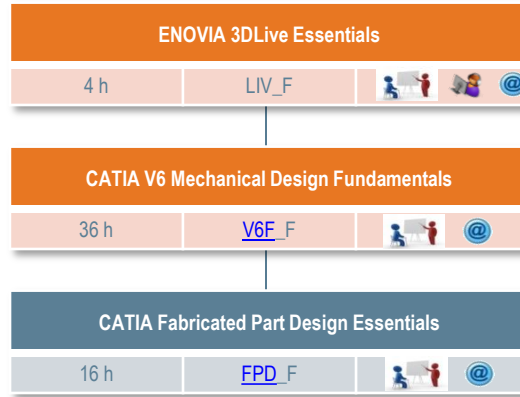 ENOVIA 3DLive Essentials
4 h LIV_F @
CATIA V6 Mechanical Design Fundamentals
36 h V6F_F @
CATIA Fabricated Part Design Essentials
16 h FPD_F @